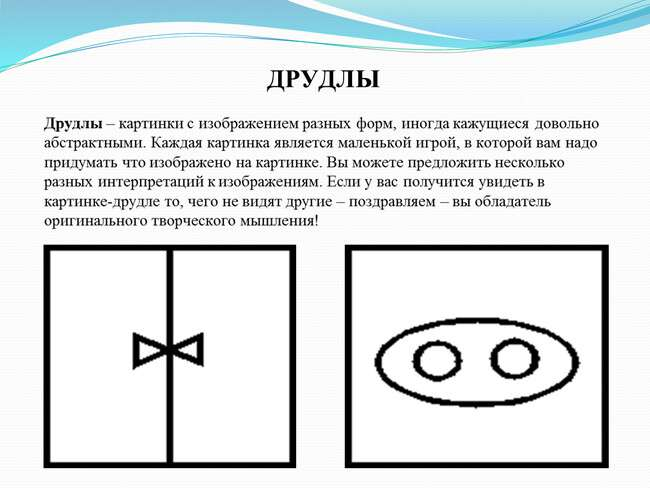 ДРУДЛЫ
Друдлы – картинки с изображением разных форм, иногда кажущиеся довольно
абстрактными. Каждая картинка является маленькой игрой, в которой вам надо
придумать что изображено на картинке. Вы можете предложить несколько
разных интерпретаций к изображениям. Если у вас получится увидеть в
картинке-друдле то, чего не видят другие – поздравляем – вы обладатель
оригинального творческого мышления!